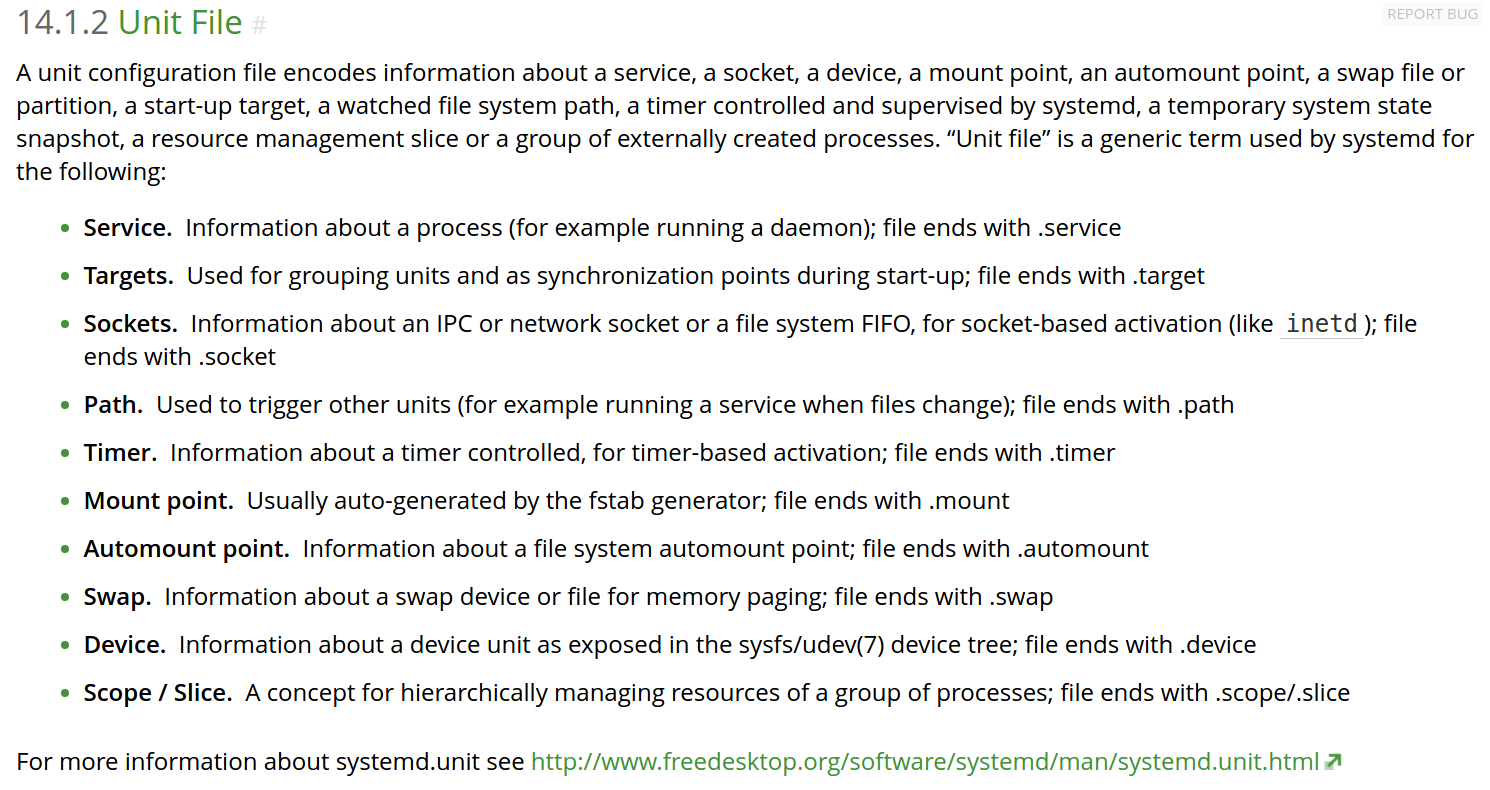 14.1.2 Unit File #
REPORT BUG
A unit configuration file encodes information about a service, a socket, a device, a mount point, an automount point, a swap file or
partition, a start-up target, a watched file system path, a timer controlled and supervised by systemd, a temporary system state
snapshot, a resource management slice or a group of externally created processes. “Unit file” is a generic term used by systemd for
the following:
• Service. Information about a process (for example running a daemon); file ends with .service
• Targets. Used for grouping units and as synchronization points during start-up; file ends with .target
• Sockets. Information about an IPC or network socket or a file system FIFO, for socket-based activation (like inetd); file
ends with .socket
• Path. Used to trigger other units (for example running a service when files change); file ends with .path
• Timer. Information about a timer controlled, for timer-based activation; file ends with .timer
• Mount point. Usually auto-generated by the fstab generator; file ends with .mount
• Automount point. Information about a file system automount point; file ends with .automount
• Swap. Information about a swap device or file for memory paging; file ends with .swap
• Device. Information about a device unit as exposed in the sysfs/udev(7) device tree; file ends with .device
• Scope / Slice. A concept for hierarchically managing resources of a group of processes; file ends with .scope/.slice
For more information about systemd.unit see http://www.freedesktop.org/software/systemd/man/systemd.unit.html